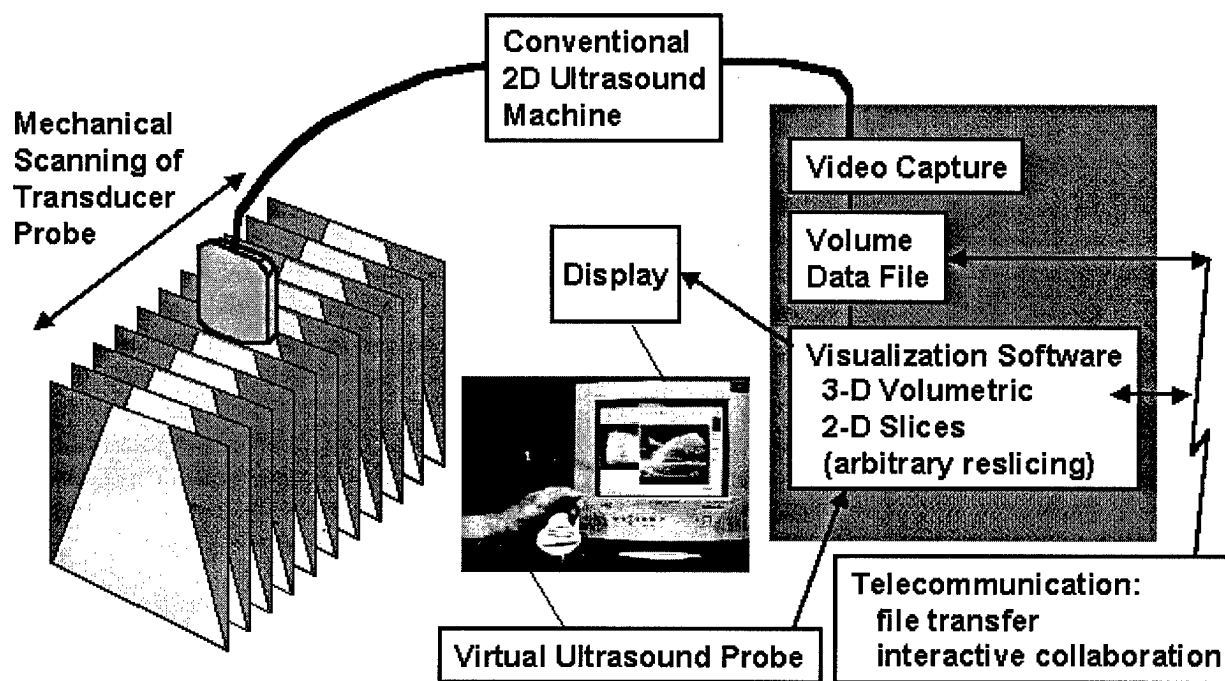 Conventional
2D Ultrasound
Machine
Mechanical
Scanning of
Transducer
Probe
Video Capture
Volume
Data File
Display
Visualization Software
3-D Volumetric
2-D Slices
(arbitrary reslicing)
Telecommunication:
file transfer
interactive collaboration
Virtual Ultrasound Probe